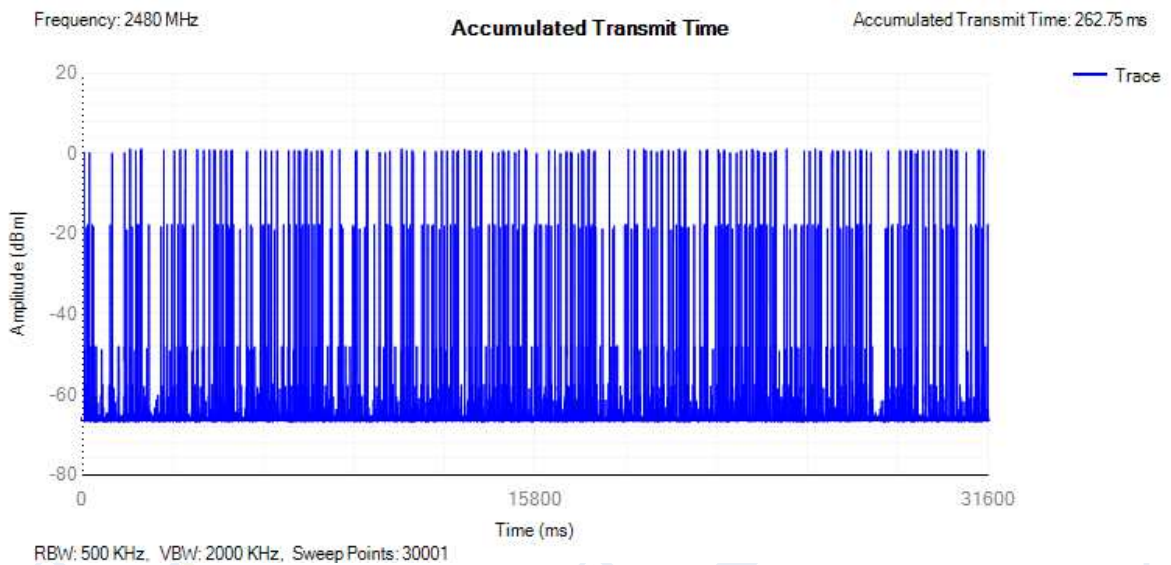 Frequency: 2480 MHz
Accumulated Transmit Time
Accumulated Transmit Time: 262.75 ms
Trace
20
0
-20
-40
-60
-80
Amplitude (dBm)
0
15800
31600
Time (ms)
RBW: 500 KHz, VBW: 2000 KHz, Sweep Points: 30001